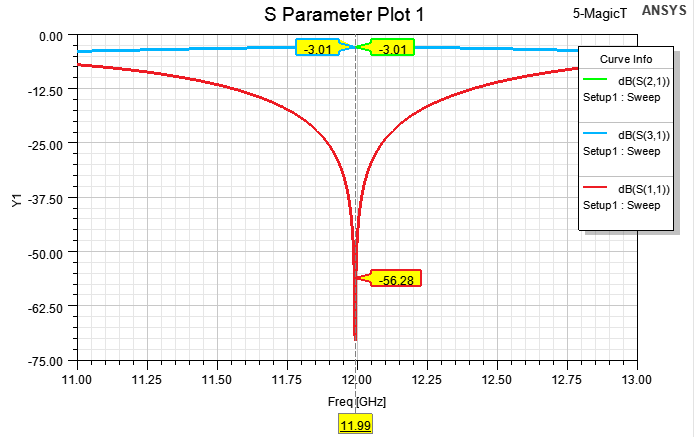 S Parameter Plot 1
5-MagicT
ANSYS
0.00
-12.50
-25.00
-37.50
-50.00
-62.50
-75.00
Y1
-3.01
-3.01
-56.28
Curve Info
dB(S(2,1))
Setup1 : Sweep
dB(S(3,1))
Setup1 : Sweep
dB(S(1,1))
Setup1 : Sweep
11.00
11.25
11.50
11.75
12.00
12.25
12.50
12.75
13.00
Freq [GHz]
11.99